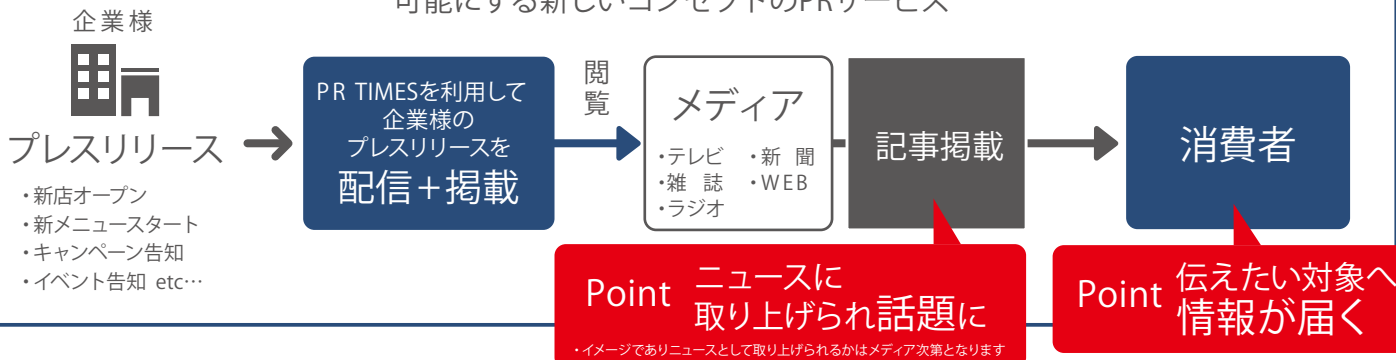 可能にする新しいコンセプトのPRサービス
企業様
プレスリリース
・新店オープン
・新メニュースタート
・キャンペーン告知
・イベント告知 etc…
PR TIMESを利用して
企業様の
プレスリリースを
配信+掲載
閲覧
メディア
・テレビ ・新 聞
・雑 誌 ・WEB
・ラジオ
記事掲載
消費者
Point ニュースに
取り上げられ話題に
・イメージでありニュースとして取り上げられるかはメディア次第となります
Point 伝えたい対象へ
情報が届く